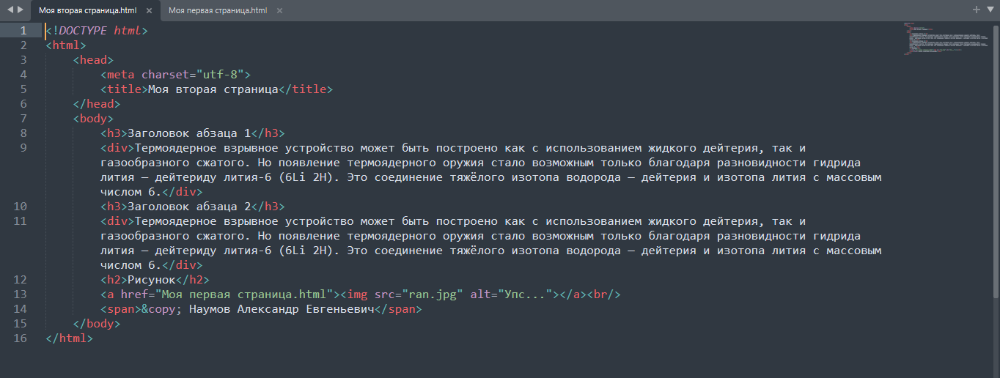 Моя вторая страница.html × Моя первая страница.html ×
1 <!DOCTYPE html>
2 <html>
3 <head>
4 <meta charset="utf-8">
5 <title>Моя вторая страница</title>
6 </head>
7 <body>
8 <h3>Заголовок абзаца 1</h3>
9 <div>Термоядерное взрывное устройство может быть построено как с использованием жидкого дейтерия, так и
газообразного сжатого. Но появление термоядерного оружия стало возможным только благодаря разновидности гидрида
лития — дейтериду лития-6 (6Li 2H). Это соединение тяжёлого изотопа водорода — дейтерия и изотопа лития с массовым
числом 6.</div>
10 <h3>Заголовок абзаца 2</h3>
11 <div>Термоядерное взрывное устройство может быть построено как с использованием жидкого дейтерия, так и
газообразного сжатого. Но появление термоядерного оружия стало возможным только благодаря разновидности гидрида
лития — дейтериду лития-6 (6Li 2H). Это соединение тяжёлого изотопа водорода — дейтерия и изотопа лития с массовым
числом 6.</div>
12 <h2>Рисунок</h2>
13 <a href="Моя первая страница.html"><img src="ran.jpg" alt="Упс..."></a><br/>
14 <span>&copy; Наумов Александр Евгеньевич</span>
15 </body>
16 </html>